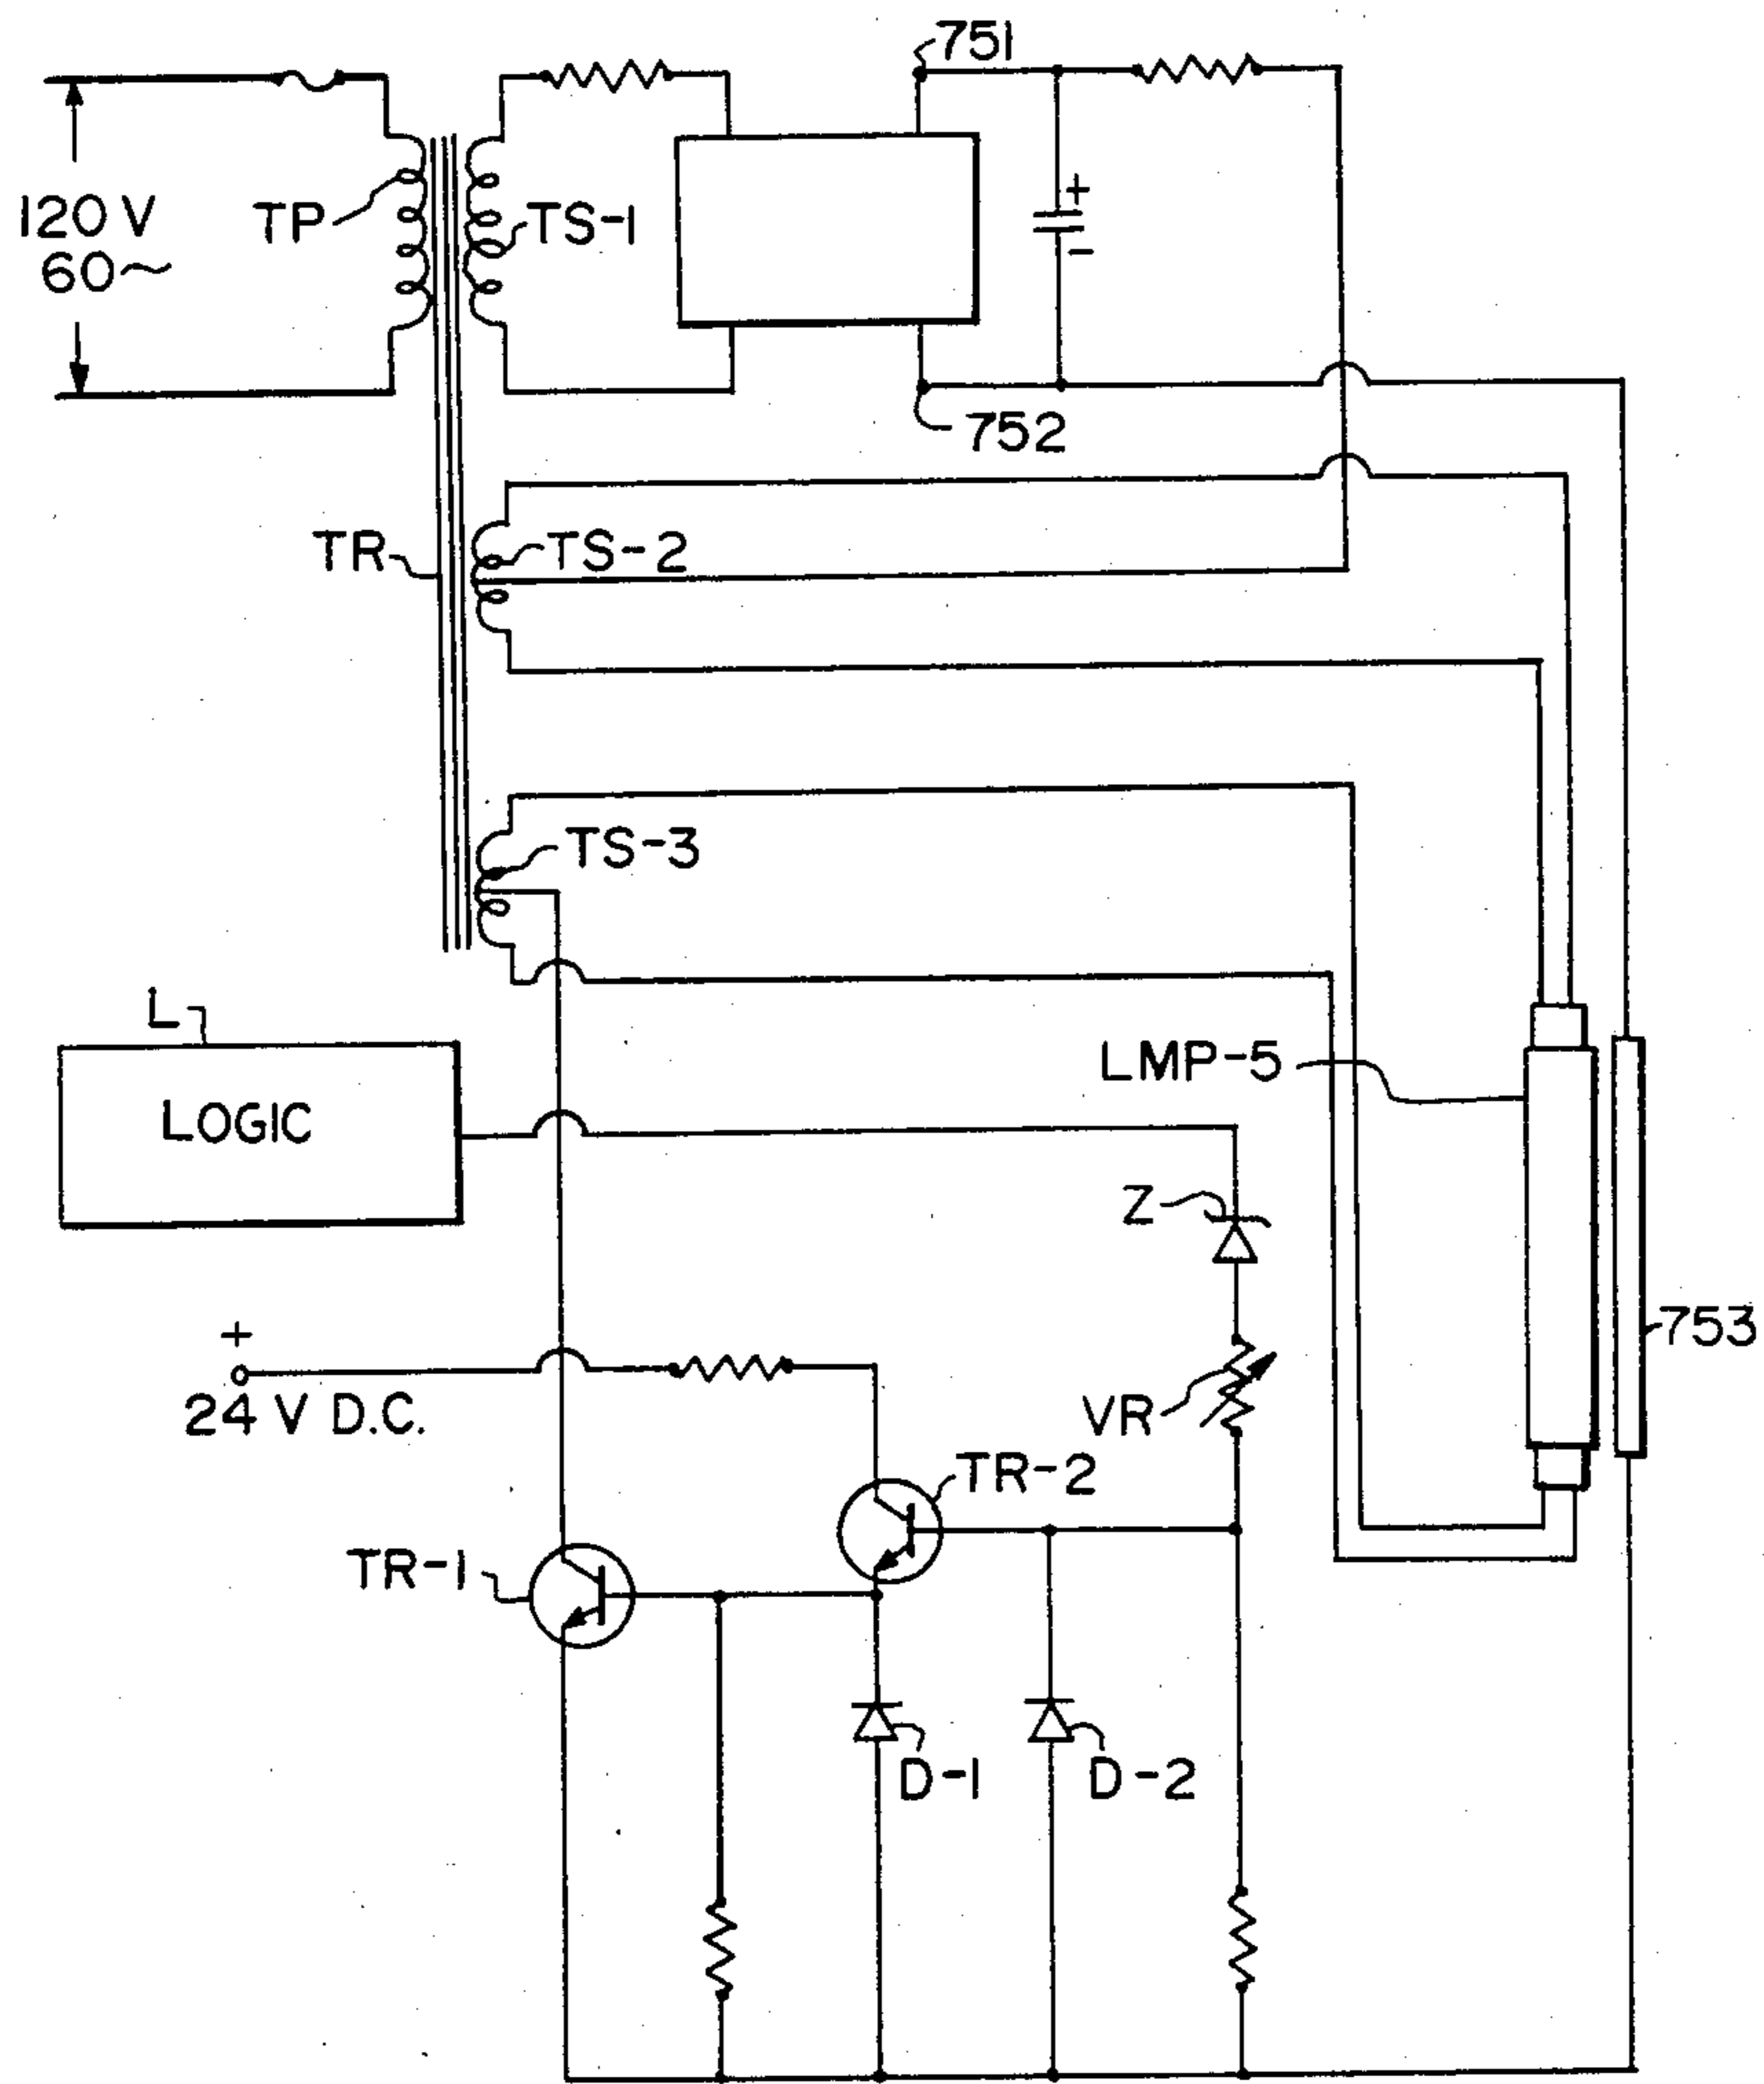 751
120 V
60~
TP
TS-1
+
-
752
TR
TS-2
TS-3
L
LOGIC
LMP-5
Z
+
24 V D.C.
VR
753
TR-2
TR-1
D-1
D-2